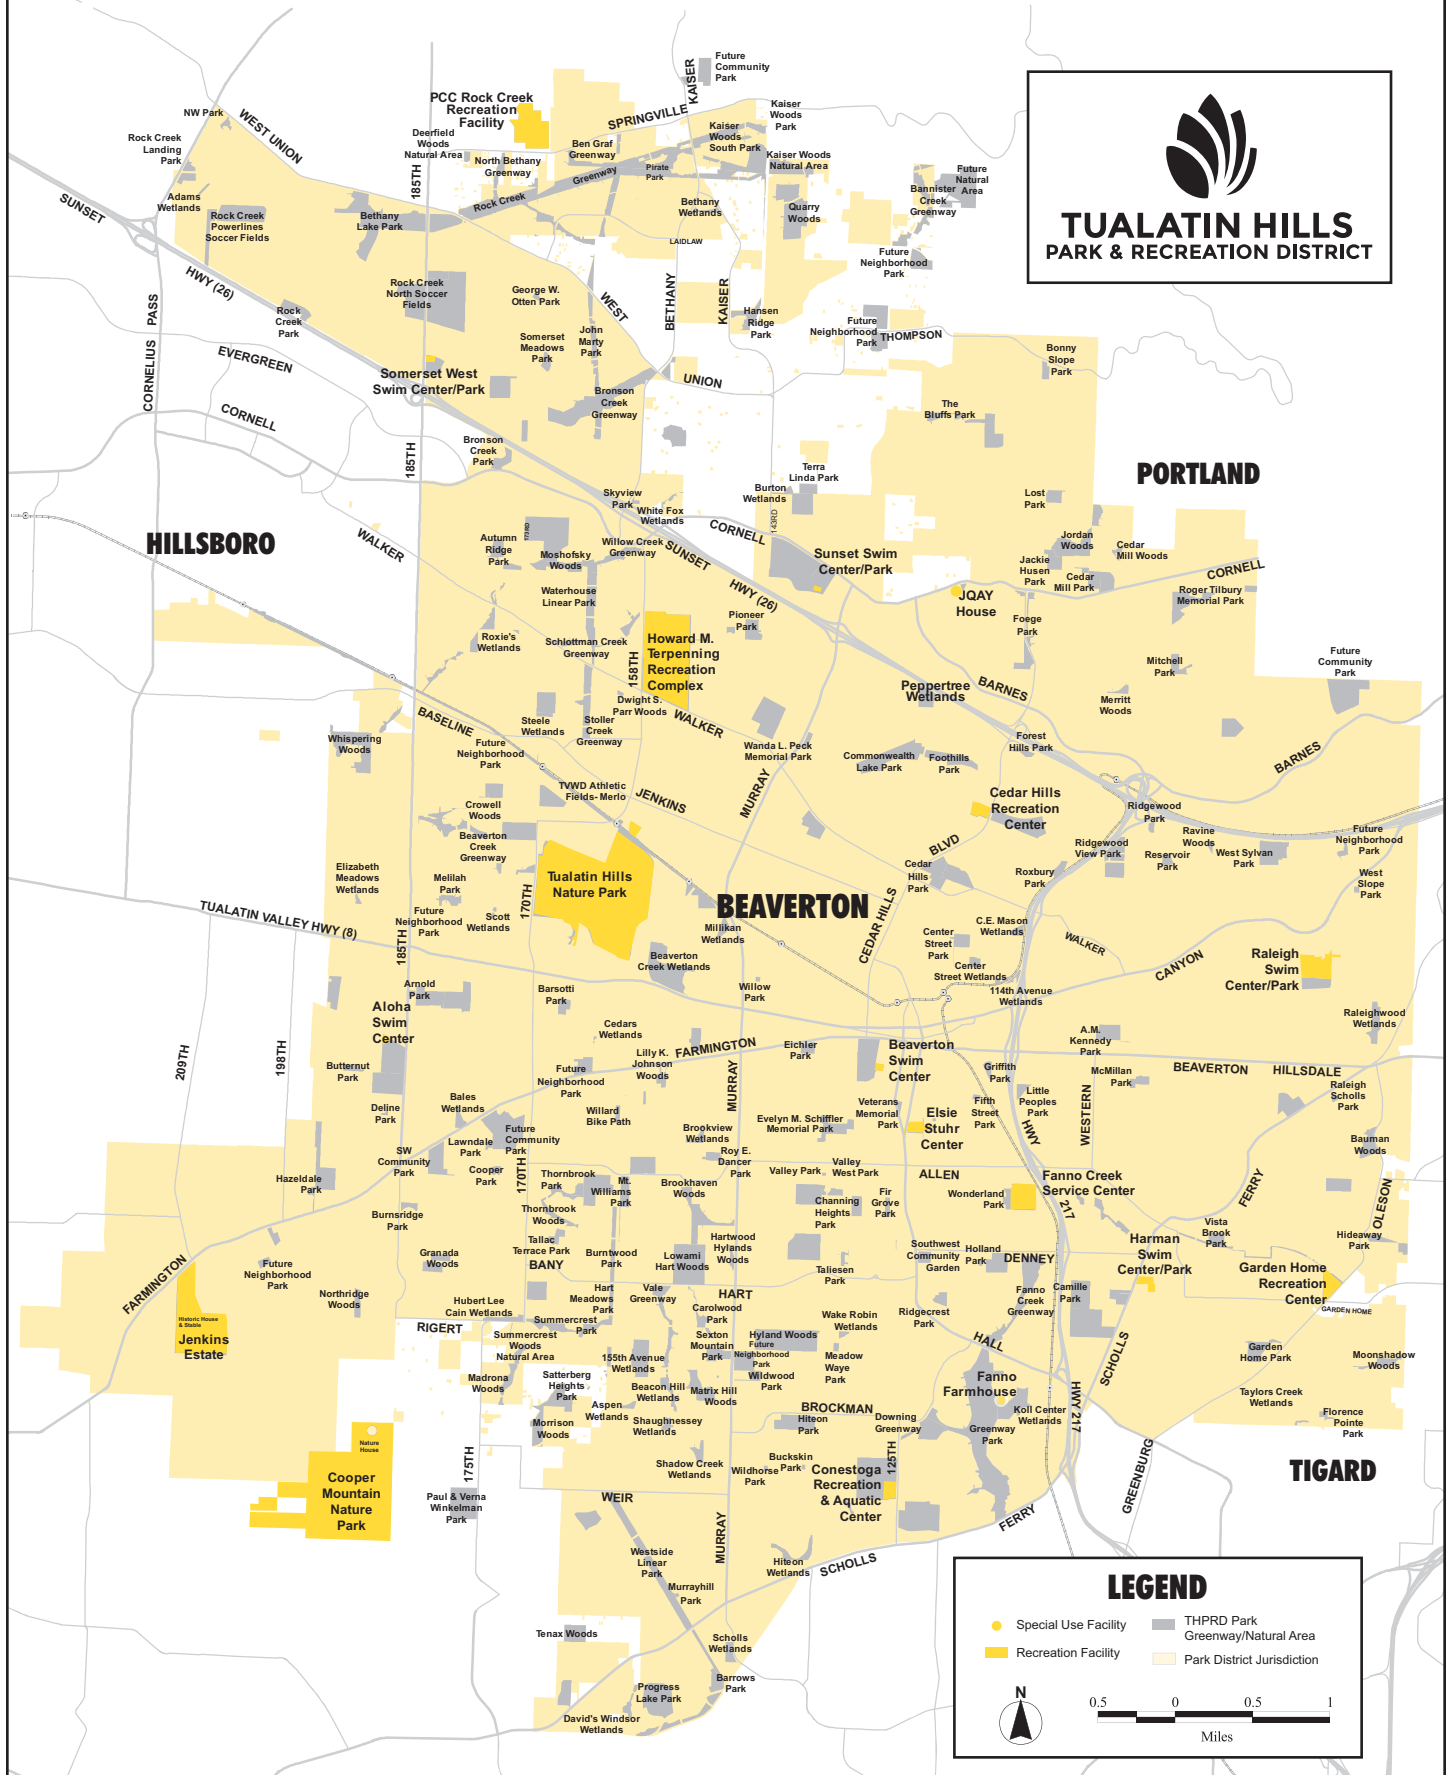 TUALATIN HILLS
PARK & RECREATION DISTRICT
Future
Community
Park
KAISER
PCC Rock Creek
Recreation
Facility
SPRINGVILLE
Kaiser
Woods
Park
NW Park
WEST UNION
Rock Creek
Landing
Park
Deerfield
Woods
Natural Area
North Bethany
Greenway
Ben Graf
Greenway
Kaiser
Woods
South Park
Kaiser Woods
Natural Area
Pirate
Park
Rock Creek
Greenway
Future
Natural
Area
Bannister
Creek
Greenway
SUNSET
Adams
Wetlands
Rock Creek
Powerlines
Soccer Fields
Bethany
Lake Park
185TH
Bethany
Wetlands
Quarry
Woods
LAIDLAW
Future
Neighborhood
Park
HWY (26)
Rock Creek
North Soccer
Fields
George W.
Otten Park
WEST
BETHANY
KAISER
Hansen
Ridge
Park
Future
Neighborhood
Park
THOMPSON
CORNELIUS PASS
Rock
Creek
Park
EVERGREEN
Somerset
Meadows
Park
John
Marty
Park
Bonny
Slope
Park
Somerset West
Swim Center/Park
UNION
Bronson
Creek
Greenway
The
Bluffs Park
CORNELL
185TH
Bronson
Creek
Park
Terra
Linda Park
Burton
Wetlands
PORTLAND
Skyview
Park
White Fox
Wetlands
CORNELL
143RD
Lost
Park
HILLSBORO
WALKER
Autumn
Ridge
Park
173RD
Moshofsky
Woods
Willow Creek
Greenway
SUNSET
HWY (26)
Sunset Swim
Center/Park
Jordan
Woods
Cedar
Mill Woods
Jackie
Husen
Park
Cedar
Mill Park
CORNELL
Roger Tilbury
Memorial Park
Waterhouse
Linear Park
JQAY
House
Foege
Park
Pioneer
Park
Roxie's
Wetlands
Schlottman Creek
Greenway
158TH
Howard M.
Terpenning
Recreation
Complex
Mitchell
Park
Future
Community
Park
Peppertree
Wetlands
BARNES
Merritt
Woods
BASELINE
Steele
Wetlands
Stoller
Creek
Greenway
Dwight S.
Parr Woods
WALKER
Whispering
Woods
Future
Neighborhood
Park
Wanda L. Peck
Memorial Park
Commonwealth
Lake Park
Foothills
Park
Forest
Hills Park
BARNES
TVWD Athletic
Fields- Merlo
JENKINS
MURRAY
Cedar Hills
Recreation
Center
Ridgewood
Park
Crowell
Woods
Beaverton
Creek
Greenway
BLVD
Ridgewood
View Park
Ravine
Woods
Reservoir
Park
West Sylvan
Park
Future
Neighborhood
Park
Elizabeth
Meadows
Wetlands
Melilah
Park
Tualatin Hills
Nature Park
Cedar
Hills
Park
Roxbury
Park
West
Slope
Park
TUALATIN VALLEY HWY (8)
Future
Neighborhood
Park
Scott
Wetlands
170TH
185TH
BEAVERTON
Millikan
Wetlands
CEDAR HILLS
Center
Street
Park
C.E. Mason
Wetlands
WALKER
CANYON
Beaverton
Creek Wetlands
Center
Street Wetlands
Raleigh
Swim
Center/Park
Arnold
Park
Barsotti
Park
Willow
Park
114th Avenue
Wetlands
Aloha
Swim
Center
Cedars
Wetlands
Raleighwood
Wetlands
209TH
198TH
Butternut
Park
FARMINGTON
Lilly K.
Johnson
Woods
Eichler
Park
Beaverton
Swim
Center
A.M.
Kennedy
Park
BEAVERTON HILLSDALE
Future
Neighborhood
Park
MURRAY
Griffith
Park
McMillan
Park
Raleigh
Scholls
Park
Deline
Park
Bales
Wetlands
Willard
Bike Path
Evelyn M. Schiffler
Memorial Park
Veterans
Memorial
Park
Elsie
Stuhr
Center
Fifth
Street
Park
Little
Peoples
Park
HWY
WESTERN
SW
Community
Park
Lawndale
Park
Future
Community
Park
Brookview
Wetlands
Roy E.
Dancer
Park
Bauman
Woods
Cooper
Park
170TH
Thornbrook
Park
Mt.
Williams
Park
Brookhaven
Woods
Valley Park
Valley
West Park
ALLEN
Fanno Creek
Service Center
Hazeldale
Park
Wonderland
Park
217
FERRY
OLESON
Burnsridge
Park
Thornbrook
Woods
Channing
Heights
Park
Fir
Grove
Park
Vista
Brook
Park
Hideaway
Park
Granada
Woods
Tallac
Terrace Park
BANY
Burntwood
Park
Lowami
Hart Woods
Hartwood
Hylands
Woods
Taliesen
Park
Southwest
Community
Garden
Holland
Park
DENNEY
Harman
Swim
Center/Park
Garden Home
Recreation
Center
GARDEN HOME
FARMINGTON
Future
Neighborhood
Park
Northridge
Woods
Hubert Lee
Cain Wetlands
Hart
Meadows
Park
Vale
Greenway
HART
Carolwood
Park
Fanno
Creek
Greenway
Camille
Park
Historic House
& Stable
Jenkins
Estate
RIGERT
Summercrest
Park
Summercrest
Woods
Natural Area
Sexton
Mountain
Park
Hyland Woods
Future
Neighborhood
Park
Wake Robin
Wetlands
Ridgecrest
Park
HALL
155th Avenue
Wetlands
Wildwood
Park
Meadow
Waye
Park
SCHOLLS
Garden
Home Park
Moonshadow
Woods
Madrona
Woods
Satterberg
Heights
Park
Beacon Hill
Wetlands
Matrix Hill
Woods
Fanno
Farmhouse
Aspen
Wetlands
Shaughnessey
Wetlands
BROCKMAN
Hiteon
Park
Downing
Greenway
Koll Center
Wetlands
HWY 217
Taylors Creek
Wetlands
Florence
Pointe
Park
Morrison
Woods
Greenway
Park
Nature
House
Cooper
Mountain
Nature
Park
175TH
Shadow Creek
Wetlands
Wildhorse
Park
Buckskin
Park
Conestoga
Recreation
& Aquatic
Center
125TH
GREENBURG
TIGARD
Paul & Verna
Winkelman
Park
WEIR
FERRY
MURRAY
Westside
Linear
Park
Hiteon
Wetlands
SCHOLLS
Murrayhill
Park
Tenax Woods
Scholls
Wetlands
Progress
Lake Park
Barrows
Park
David's Windsor
Wetlands
LEGEND
Special Use Facility
Recreation Facility
THPRD Park
Greenway/Natural Area
Park District Jurisdiction
N
0.5 0 0.5 1
Miles